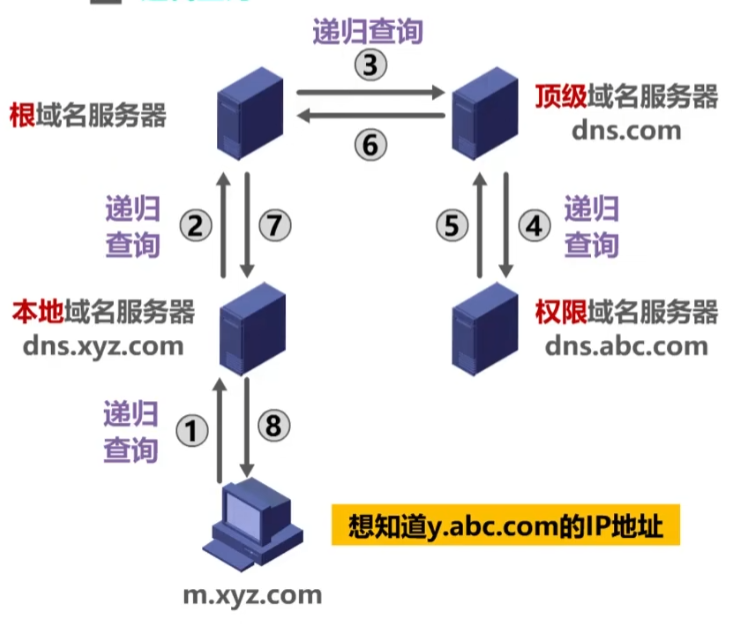 递归查询
③
根域名服务器
顶级域名服务器
dns.com
⑥
递归
查询
②
⑦
⑤
④
递归
查询
本地域名服务器
dns.xyz.com
权限域名服务器
dns.abc.com
递归
查询
①
⑧
想知道y.abc.com的IP地址
m.xyz.com